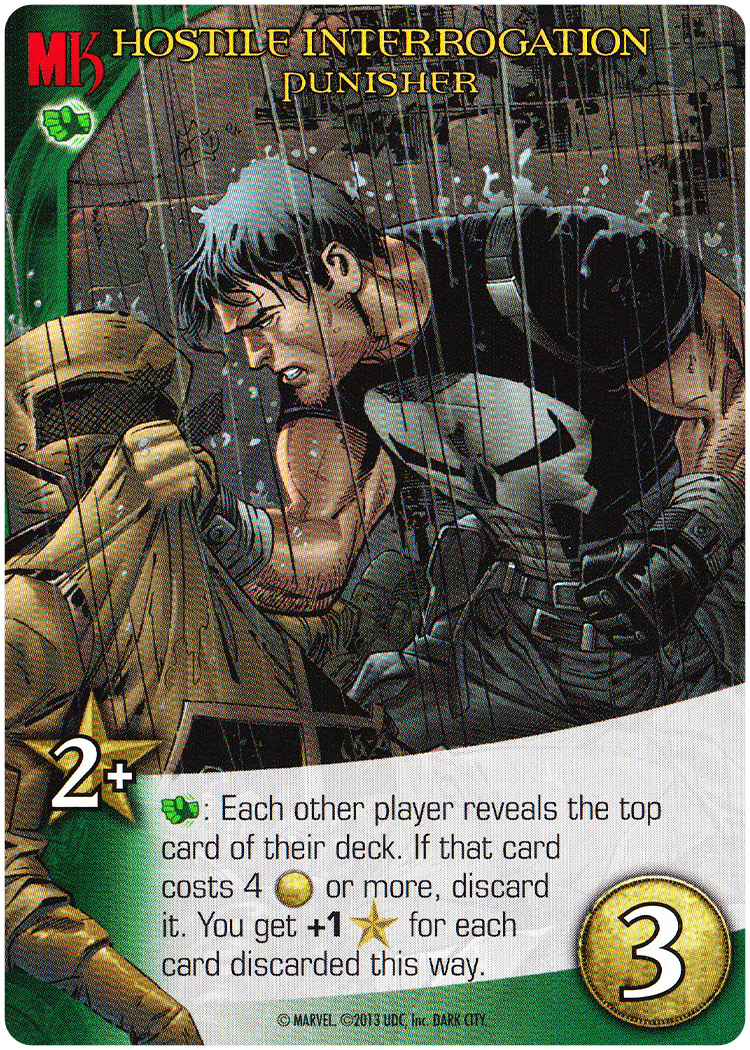 MK HOSTILE INTERROGATION
PUNISHER
2+
: Each other player reveals the top
card of their deck. If that card
costs 4 or more, discard
it. You get +1 for each
card discarded this way.
3
© MARVEL. ©2013 UDC, Inc. DARK CITY.